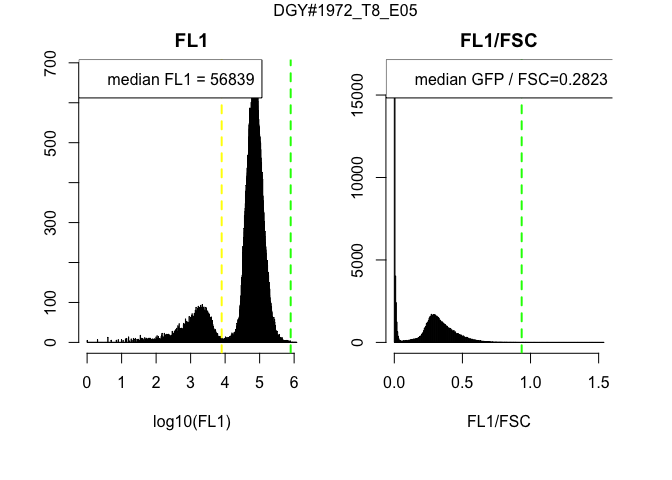 DGY#1972_T8_E05
FL1
median FL1 = 56839
700
500
300
100
0
0 1 2 3 4 5 6
log10(FL1)
FL1/FSC
median GFP / FSC=0.2823
15000
10000
5000
0
0.0 0.5 1.0 1.5
FL1/FSC